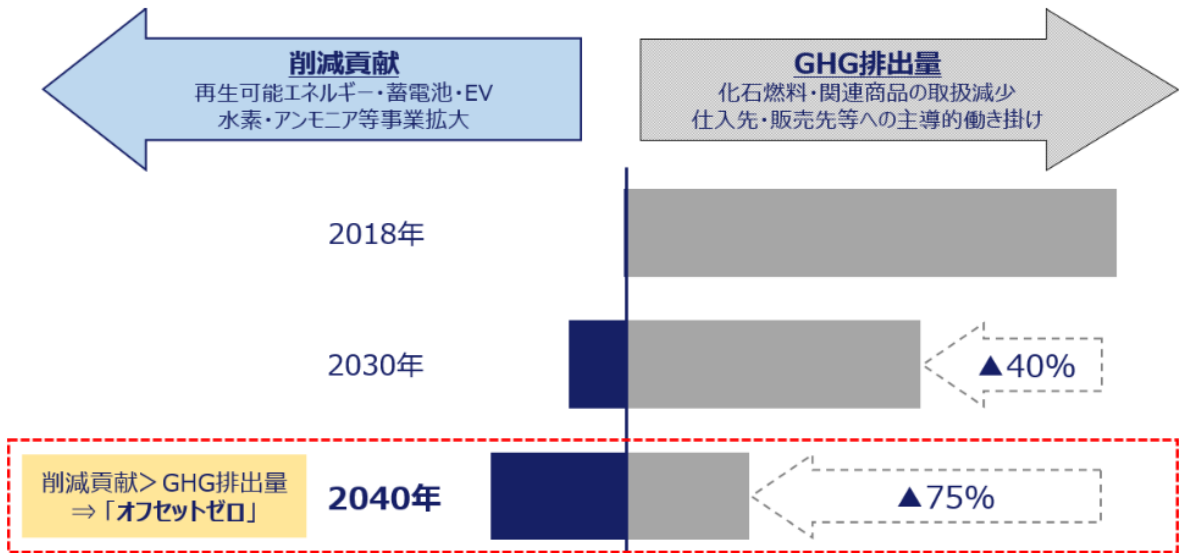 削減貢献
再生可能エネルギー・蓄電池・EV
水素・アンモニア等事業拡大
GHG排出量
化石燃料・関連商品の取扱減少
仕入先・販売先等への主導的働き掛け
2018年
2030年
▲40%
削減貢献＞GHG排出量
⇒「オフセットゼロ」
2040年
▲75%